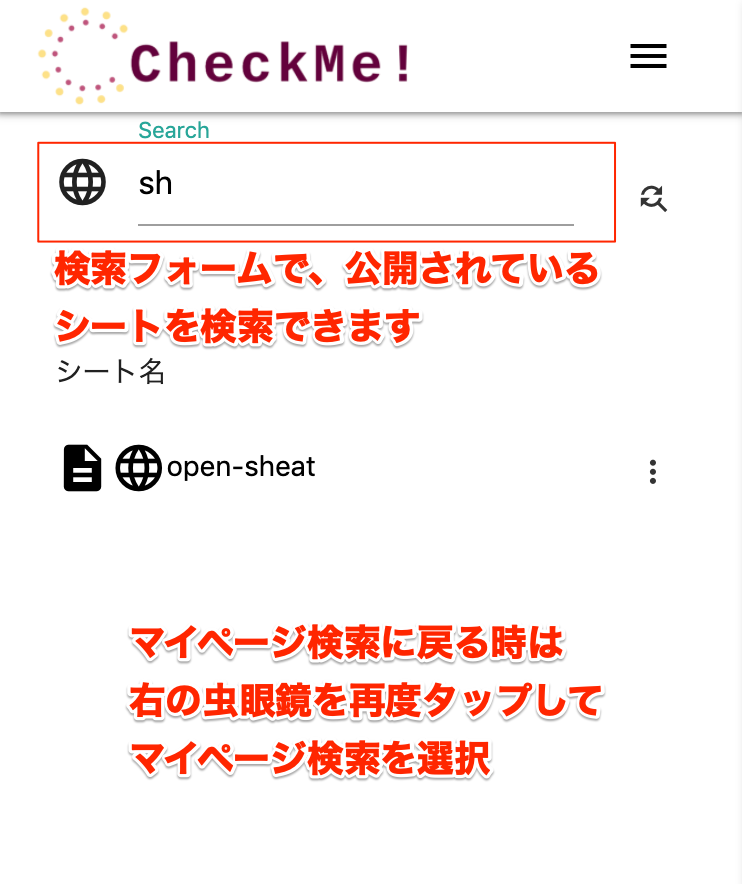 CheckMe!
Search
sh
検索フォームで、公開されている
シートを検索できます
シート名
open-sheat
マイページ検索に戻る時は
右の虫眼鏡を再度タップして
マイページ検索を選択